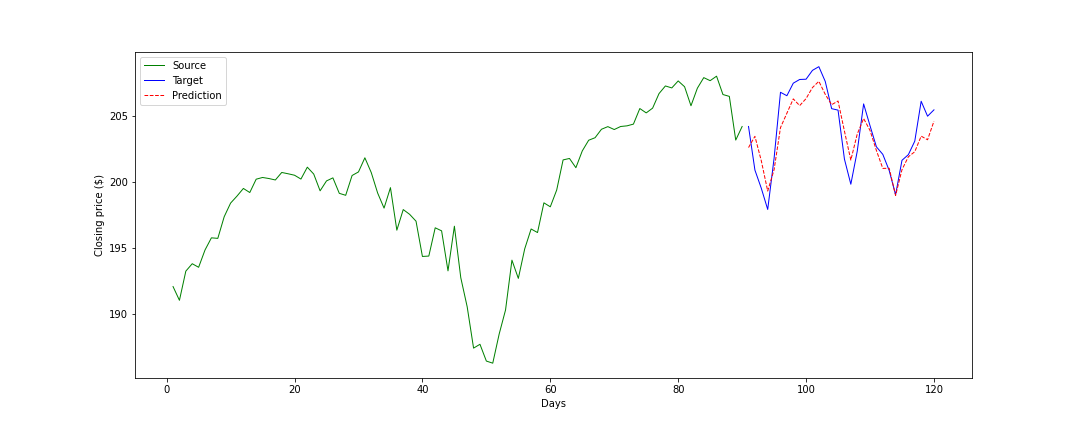 Source
Target
Prediction
205
200
195
190
Closing price ($)
0 20 40 60 80 100 120
Days